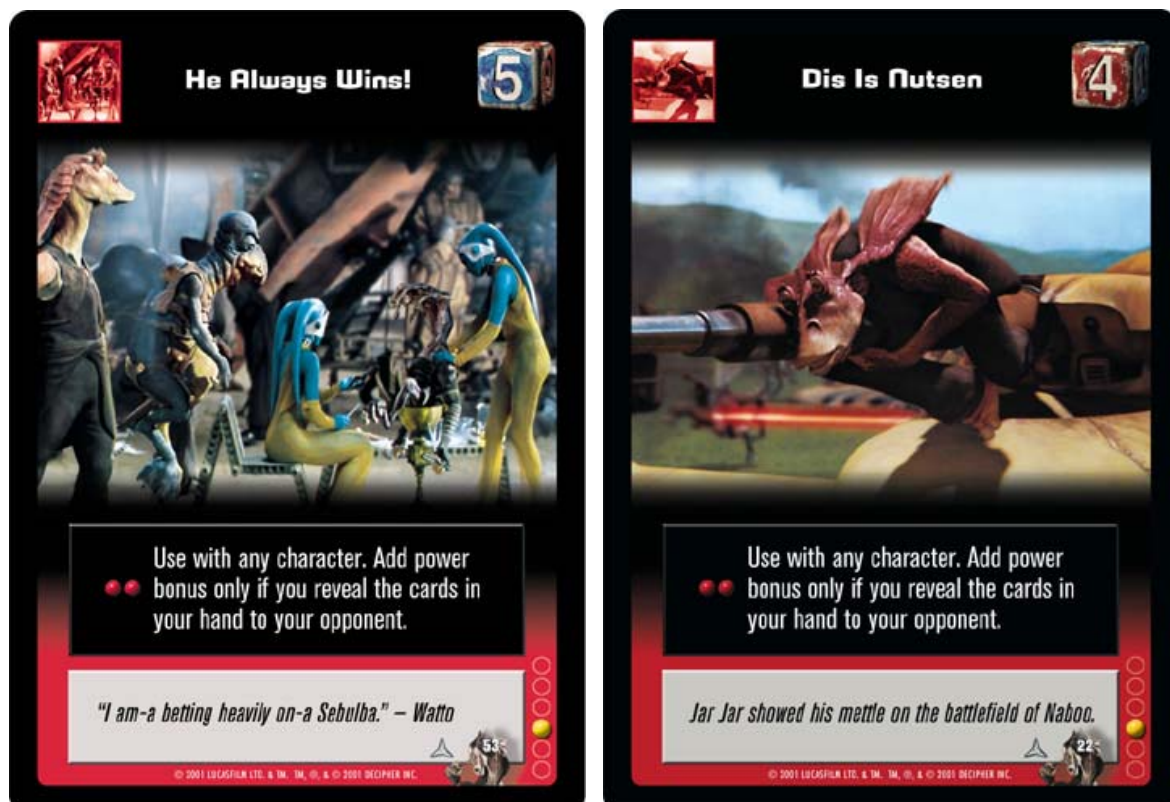 He Always Wins!
5
Use with any character. Add power
bonus only if you reveal the cards in
your hand to your opponent.
"I am-a betting heavily on-a Sebulba." – Watto
53
© 2001 LUCASFILM LTD. & TM. TM, ®, & © 2001 DECIPHER INC.
Dis Is Nutsen
4
Use with any character. Add power
bonus only if you reveal the cards in
your hand to your opponent.
Jar Jar showed his mettle on the battlefield of Naboo.
22
© 2001 LUCASFILM LTD. & TM. TM, ®, & © 2001 DECIPHER INC.